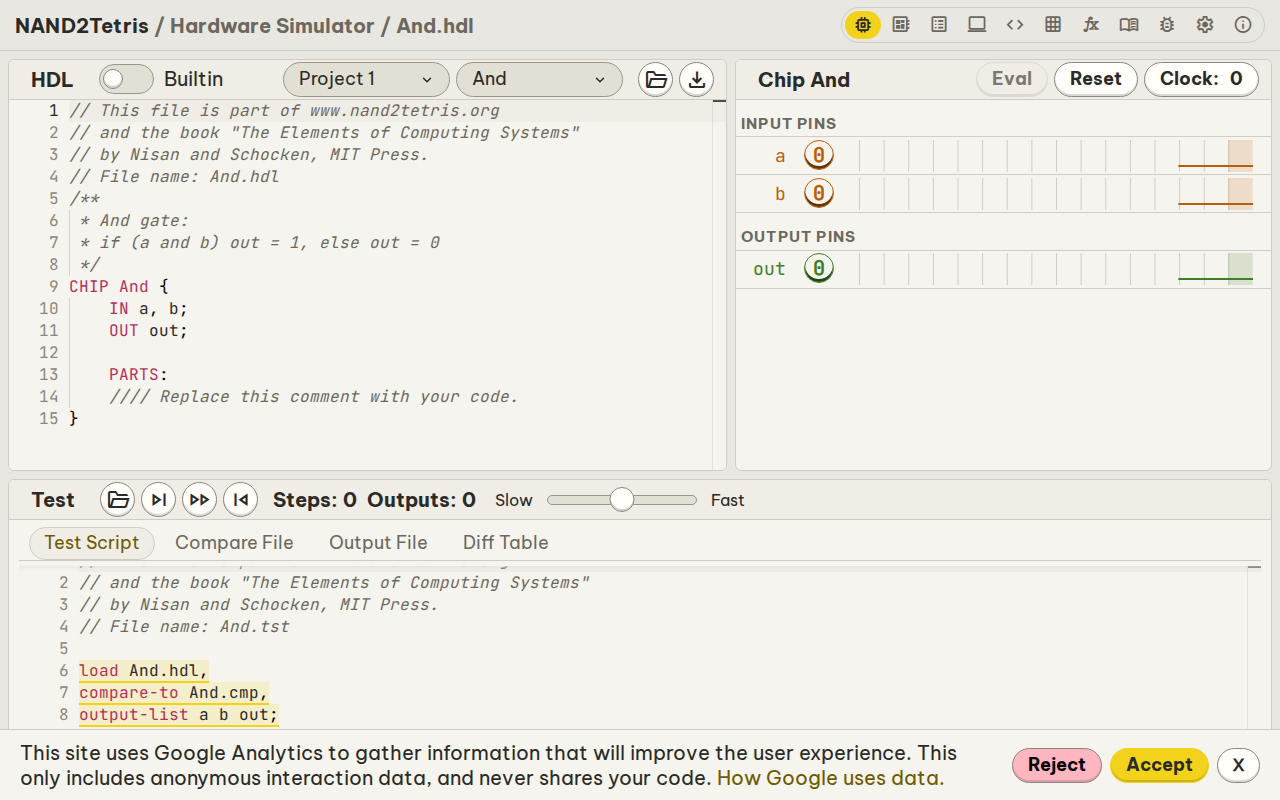 NAND2Tetris / Hardware Simulator / And.hdl
HDL Builtin Project 1 And
1 // This file is part of www.nand2tetris.org
2 // and the book "The Elements of Computing Systems"
3 // by Nisan and Schocken, MIT Press.
4 // File name: And.hdl
5 /**
6 * And gate:
7 * if (a and b) out = 1, else out = 0
8 */
9 CHIP And {
10 IN a, b;
11 OUT out;
12
13 PARTS:
14 //// Replace this comment with your code.
15 }
Chip And Eval Reset Clock: 0
INPUT PINS
a 0
b 0
OUTPUT PINS
out 0
Test Steps: 0 Outputs: 0 Slow Fast
Test Script Compare File Output File Diff Table
2 // and the book "The Elements of Computing Systems"
3 // by Nisan and Schocken, MIT Press.
4 // File name: And.tst
5
6 load And.hdl,
7 compare-to And.cmp,
8 output-list a b out;
This site uses Google Analytics to gather information that will improve the user experience. This
only includes anonymous interaction data, and never shares your code. How Google uses data.
Reject Accept X